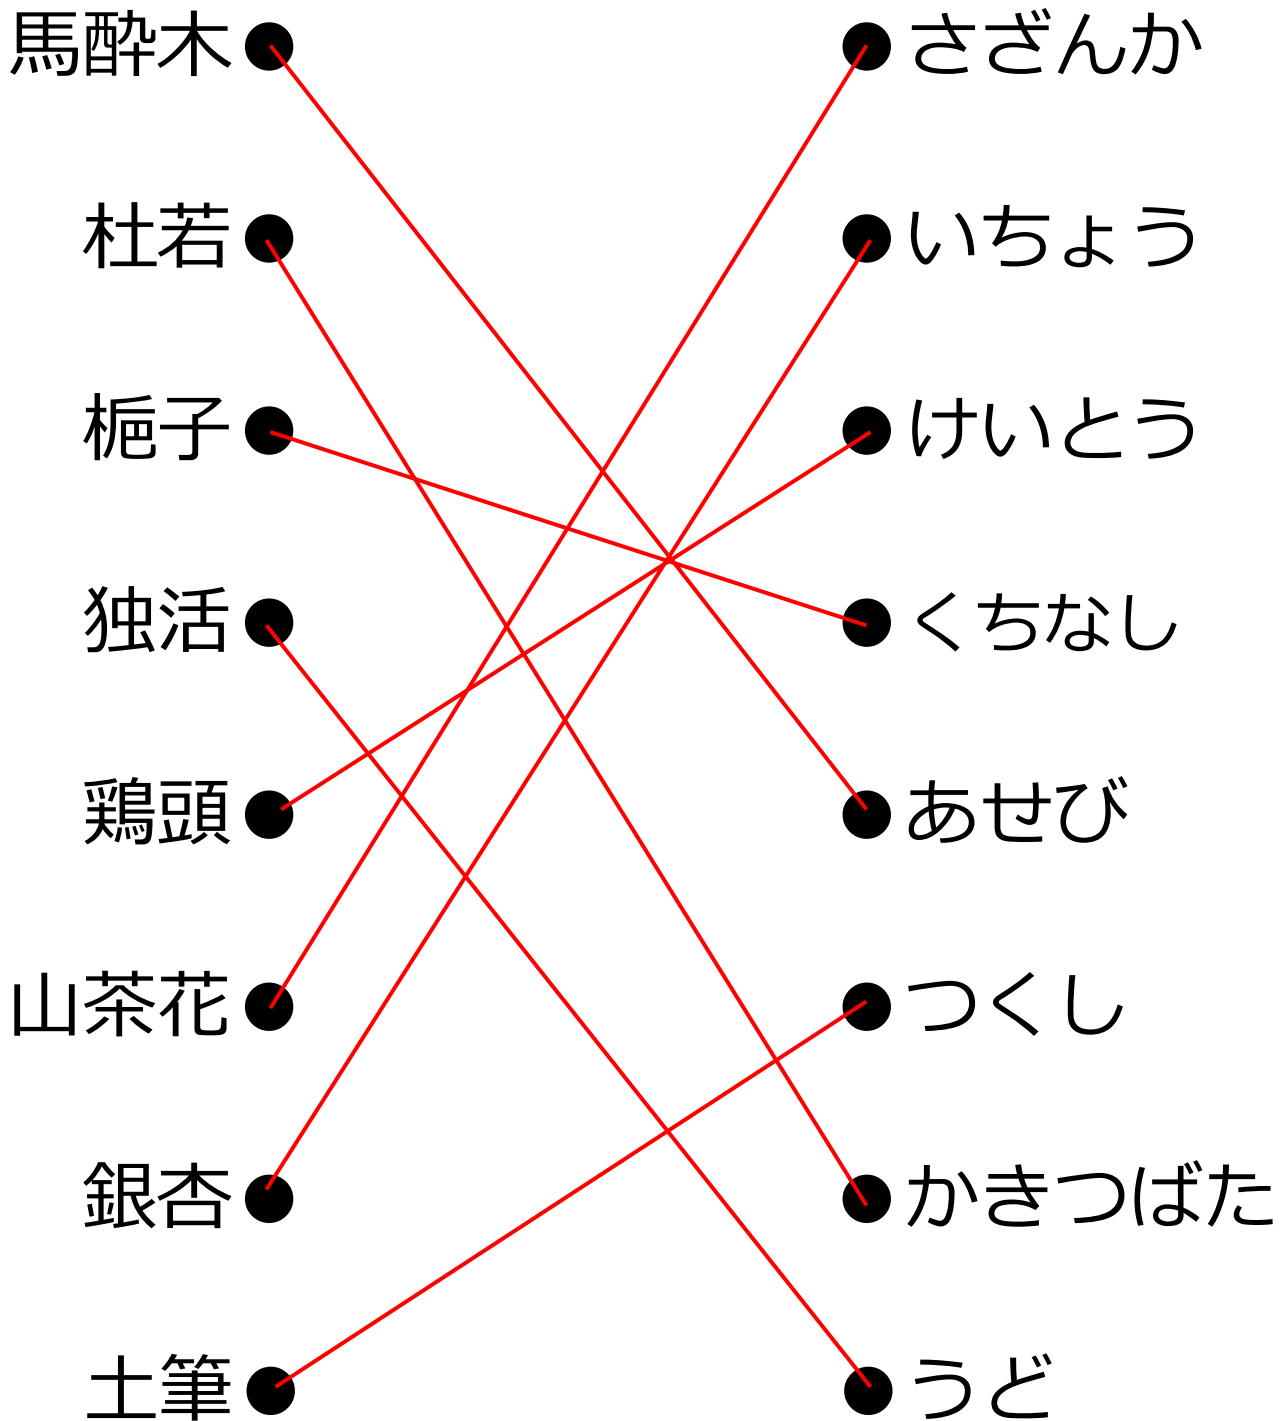 馬酔木 さざんか
杜若 いちょう
梔子 けいとう
独活 くちなし
鶏頭 あせび
山茶花 つくし
銀杏 かきつばた
土筆 うど